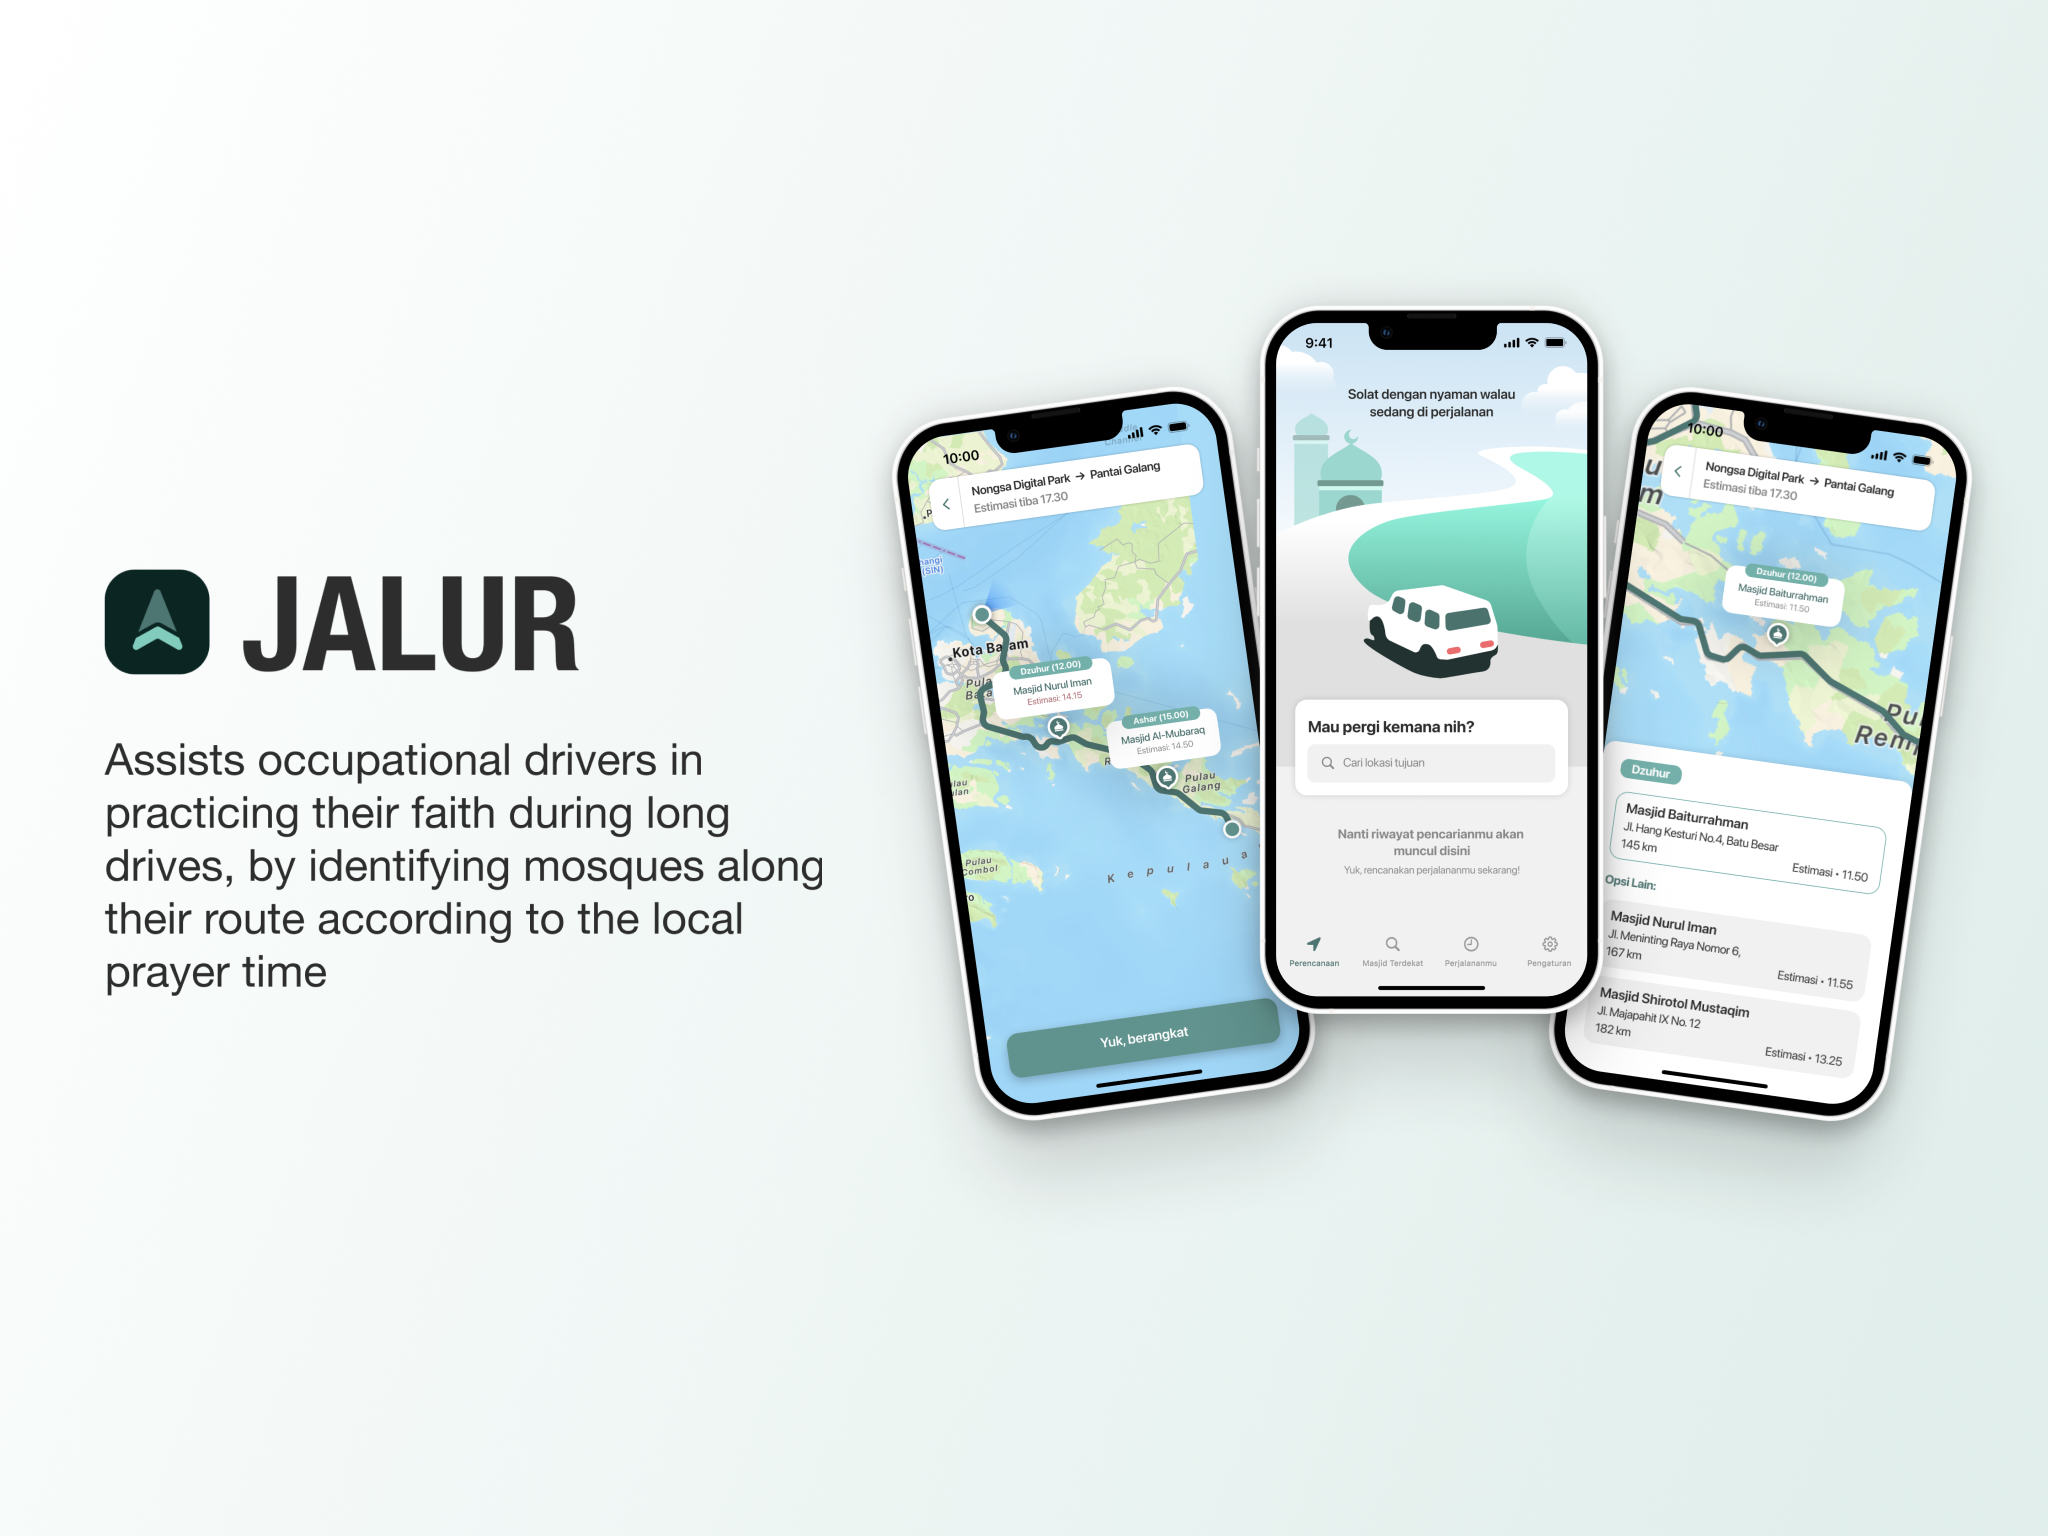 JALUR
Assists occupational drivers in
practicing their faith during long
drives, by identifying mosques along
their route according to the local
prayer time
10:00
Nongsa Digital Park → Pantai Galang
Estimasi tiba 17.30
(SIN)
Kota Batam
Dzuhur (12.00)
Masjid Nurul Iman
Estimasi: 14.15
Ashar (15.00)
Masjid Al-Mubaraq
Estimasi: 14.50
Pulau
Galang
Pulau
Combol
Kepulaua
Yuk, berangkat
9:41
Solat dengan nyaman walau
sedang di perjalanan
Mau pergi kemana nih?
Cari lokasi tujuan
Nanti riwayat pencarianmu akan
muncul disini
Yuk, rencanakan perjalananmu sekarang!
Perencanaan
Masjid Terdekat
Perjalananmu
Pengaturan
10:00
Nongsa Digital Park → Pantai Galang
Estimasi tiba 17.30
Dzuhur (12.00)
Masjid Baiturrahman
Estimasi: 11.50
Pu
Rem
Dzuhur
Masjid Baiturrahman
Jl. Hang Kesturi No.4, Batu Besar
145 km
Estimasi • 11.50
Opsi Lain:
Masjid Nurul Iman
Jl. Meninting Raya Nomor 6,
167 km
Estimasi • 11.55
Masjid Shirotol Mustaqim
Jl. Majapahit IX No. 12
182 km
Estimasi • 13.25